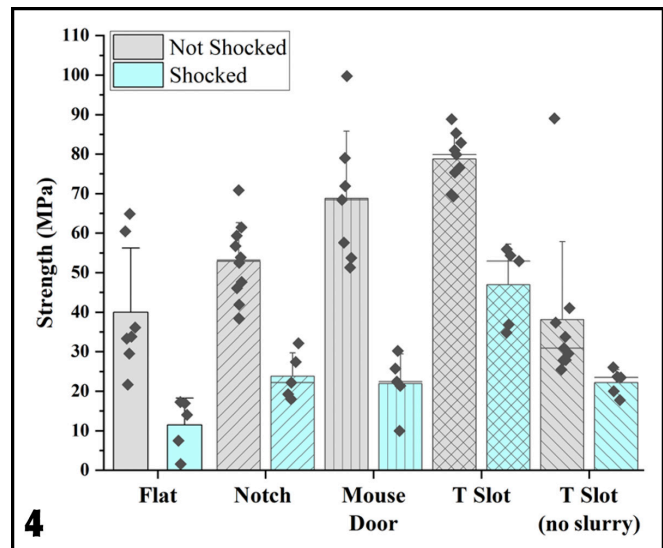 110
100
90
80
70
60
50
40
30
20
10
0
Strength (MPa)
Not Shocked
Shocked
Flat Notch Mouse T Slot T Slot
Door (no slurry)
4